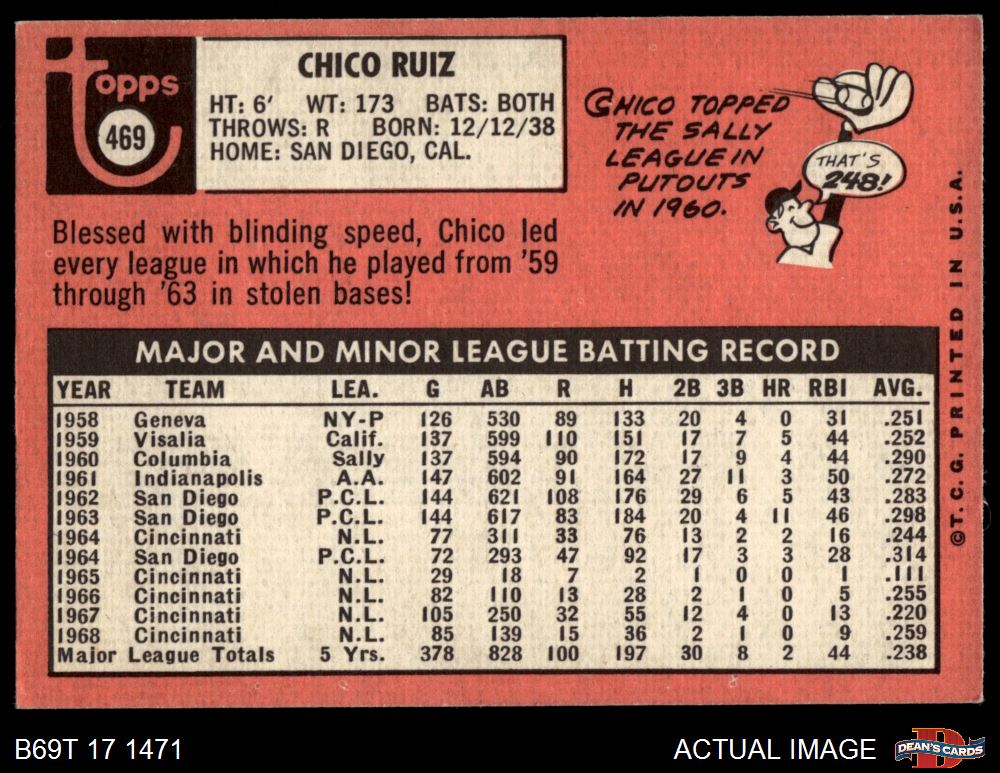 topps
469
CHICO RUIZ
HT: 6' WT: 173 BATS: BOTH
THROWS: R BORN: 12/12/38
HOME: SAN DIEGO, CAL.
CHICO TOPPED
THE SALLY
LEAGUE IN
PUTOUTS
IN 1960.
THAT'S
248!
Blessed with blinding speed, Chico led
every league in which he played from '59
through '63 in stolen bases!
MAJOR AND MINOR LEAGUE BATTING RECORD
YEAR TEAM LEA. G AB R H 2B 3B HR RBI AVG.
1958 Geneva NY-P 126 530 89 133 20 4 0 31 .251
1959 Visalia Calif. 137 599 110 151 17 7 5 44 .252
1960 Columbia Sally 137 594 90 172 17 9 4 44 .290
1961 Indianapolis A.A. 147 602 91 164 27 11 3 50 .272
1962 San Diego P.C.L. 144 621 108 176 29 6 5 43 .283
1963 San Diego P.C.L. 144 617 83 184 20 4 11 46 .298
1964 Cincinnati N.L. 77 311 33 76 13 2 2 16 .244
1964 San Diego P.C.L. 72 293 47 92 17 3 3 28 .314
1965 Cincinnati N.L. 29 18 7 2 1 0 0 1 .111
1966 Cincinnati N.L. 82 110 13 28 2 1 0 5 .255
1967 Cincinnati N.L. 105 250 32 55 12 4 0 13 .220
1968 Cincinnati N.L. 85 139 15 36 2 1 0 9 .259
Major League Totals 5 Yrs. 378 828 100 197 30 8 2 44 .238
©T. C. G. PRINTED IN U.S.A.
B69T 17 1471
ACTUAL IMAGE
D
DEAN'S CARDS